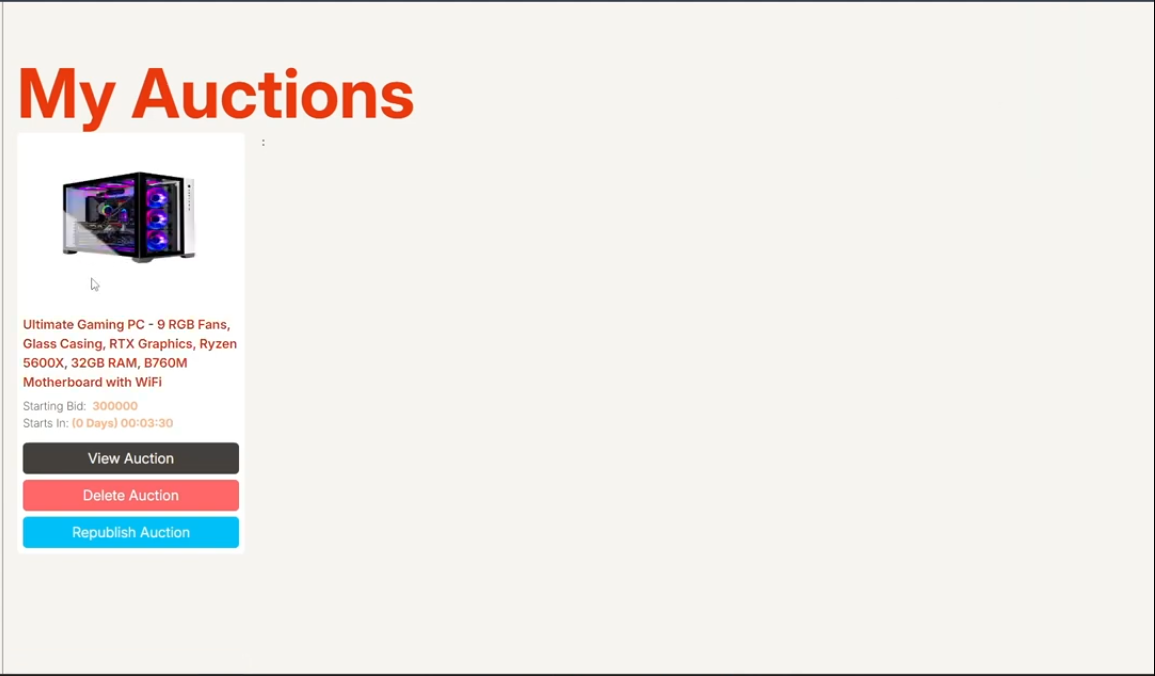 My Auctions
:
Ultimate Gaming PC - 9 RGB Fans,
Glass Casing, RTX Graphics, Ryzen
5600X, 32GB RAM, B760M
Motherboard with WiFi
Starting Bid: 300000
Starts In: (0 Days) 00:03:30
View Auction
Delete Auction
Republish Auction